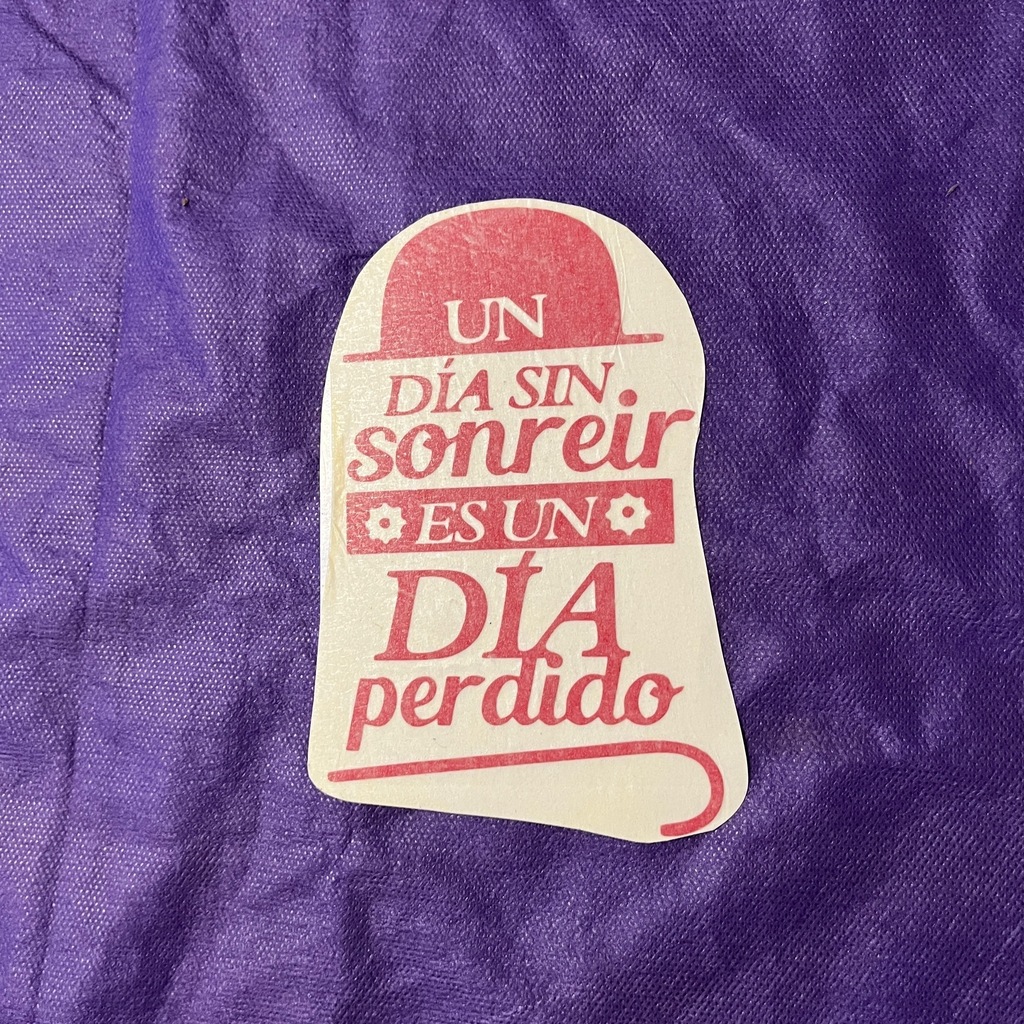 UN
DÍA SIN
sonreir
ES UN
DÍA
perdido